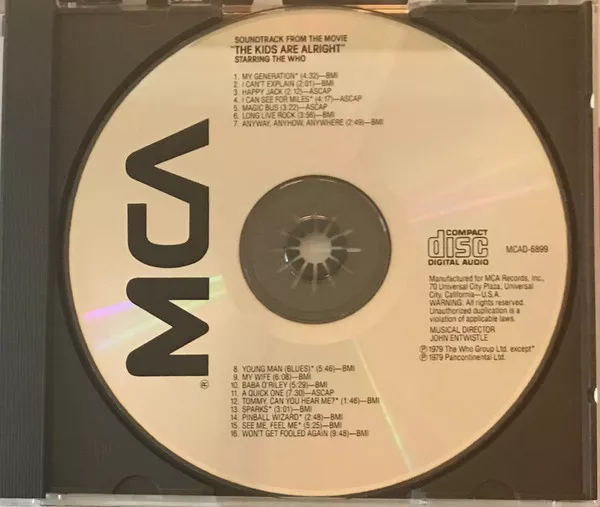 SOUNDTRACK FROM THE MOVIE
"THE KIDS ARE ALRIGHT"
STARRING THE WHO
1. MY GENERATION* (4:32)—BMI
2. I CAN'T EXPLAIN (2:01)—BMI
3. HAPPY JACK (2:12)—ASCAP
4. I CAN SEE FOR MILES* (4:17)—ASCAP
5. MAGIC BUS (3:22)—ASCAP
6. LONG LIVE ROCK (3:56)—BMI
7. ANYWAY, ANYHOW, ANYWHERE (2:49)—BMI
MCA
®
COMPACT
disc
DIGITAL AUDIO
MCAD-6899
Manufactured for MCA Records, Inc.,
70 Universal City Plaza, Universal
City, California—U.S.A.
WARNING: All rights reserved.
Unauthorized duplication is a
violation of applicable laws.
MUSICAL DIRECTOR
JOHN ENTWISTLE
℗ 1979 The Who Group Ltd. except*
℗ 1979 Pancontinental Ltd.
8. YOUNG MAN (BLUES)* (5:46)—BMI
9. MY WIFE (6:08)—BMI
10. BABA O'RILEY (5:29)—BMI
11. A QUICK ONE (7:30)—ASCAP
12. TOMMY, CAN YOU HEAR ME?* (1:46)—BMI
13. SPARKS* (3:01)—BMI
14. PINBALL WIZARD* (2:48)—BMI
15. SEE ME, FEEL ME* (5:25)—BMI
16. WON'T GET FOOLED AGAIN (9:48)—BMI